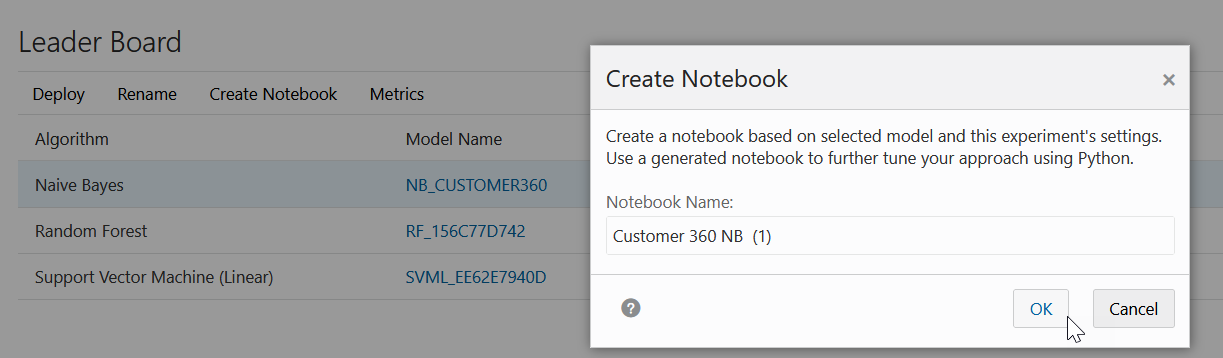 Leader Board
Deploy Rename Create Notebook Metrics
Algorithm Model Name
Naive Bayes NB_CUSTOMER360
Random Forest RF_156C77D742
Support Vector Machine (Linear) SVML_EE62E7940D
Create Notebook ×
Create a notebook based on selected model and this experiment's settings.
Use a generated notebook to further tune your approach using Python.
Notebook Name:
Customer 360 NB (1)
? OK Cancel